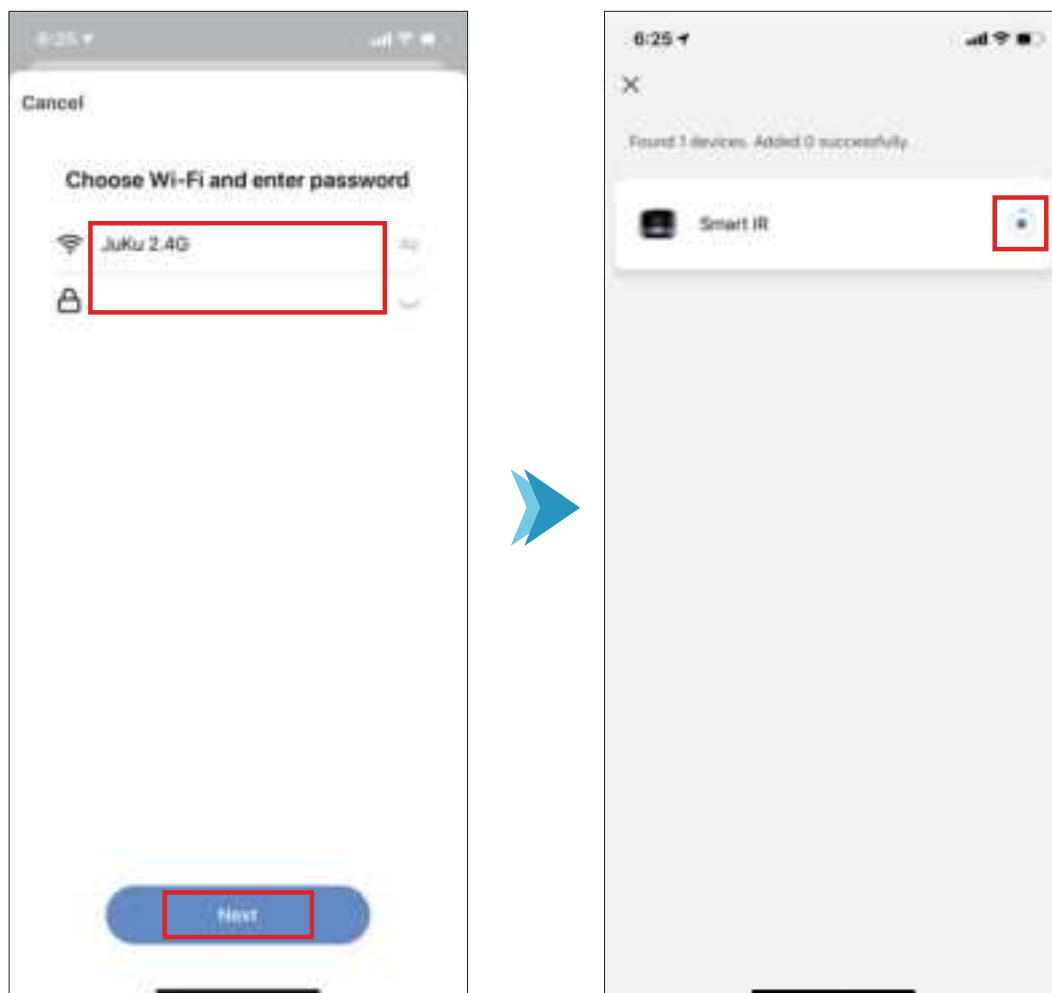 6:25
Cancel
Choose Wi-Fi and enter password
JuKu 2.4G
Next
6:25
Found 1 devices. Added 0 successfully.
Smart IR